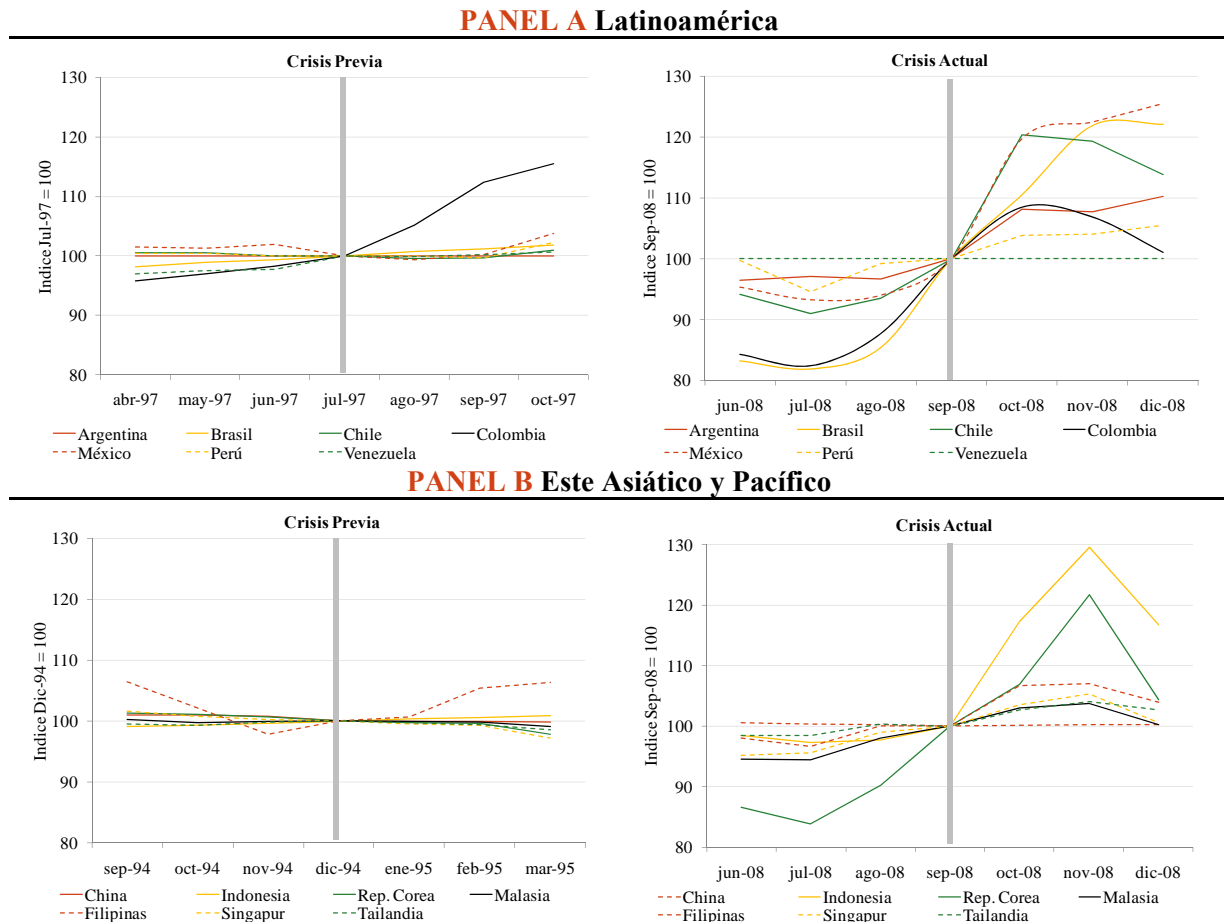 PANEL A Latinoamérica
Crisis Previa
Indice Jul-97 = 100
130
120
110
100
90
80
abr-97 may-97 jun-97 jul-97 ago-97 sep-97 oct-97
Argentina Brasil Chile Colombia
México Perú Venezuela
Crisis Actual
Indice Sep-08 = 100
130
120
110
100
90
80
jun-08 jul-08 ago-08 sep-08 oct-08 nov-08 dic-08
Argentina Brasil Chile Colombia
México Perú Venezuela
PANEL B Este Asiático y Pacífico
Crisis Previa
Indice Dic-94 = 100
130
120
110
100
90
80
sep-94 oct-94 nov-94 dic-94 ene-95 feb-95 mar-95
China Indonesia Rep. Corea Malasia
Filipinas Singapur Tailandia
Crisis Actual
Indice Sep-08 = 100
130
120
110
100
90
80
jun-08 jul-08 ago-08 sep-08 oct-08 nov-08 dic-08
China Indonesia Rep. Corea Malasia
Filipinas Singapur Tailandia